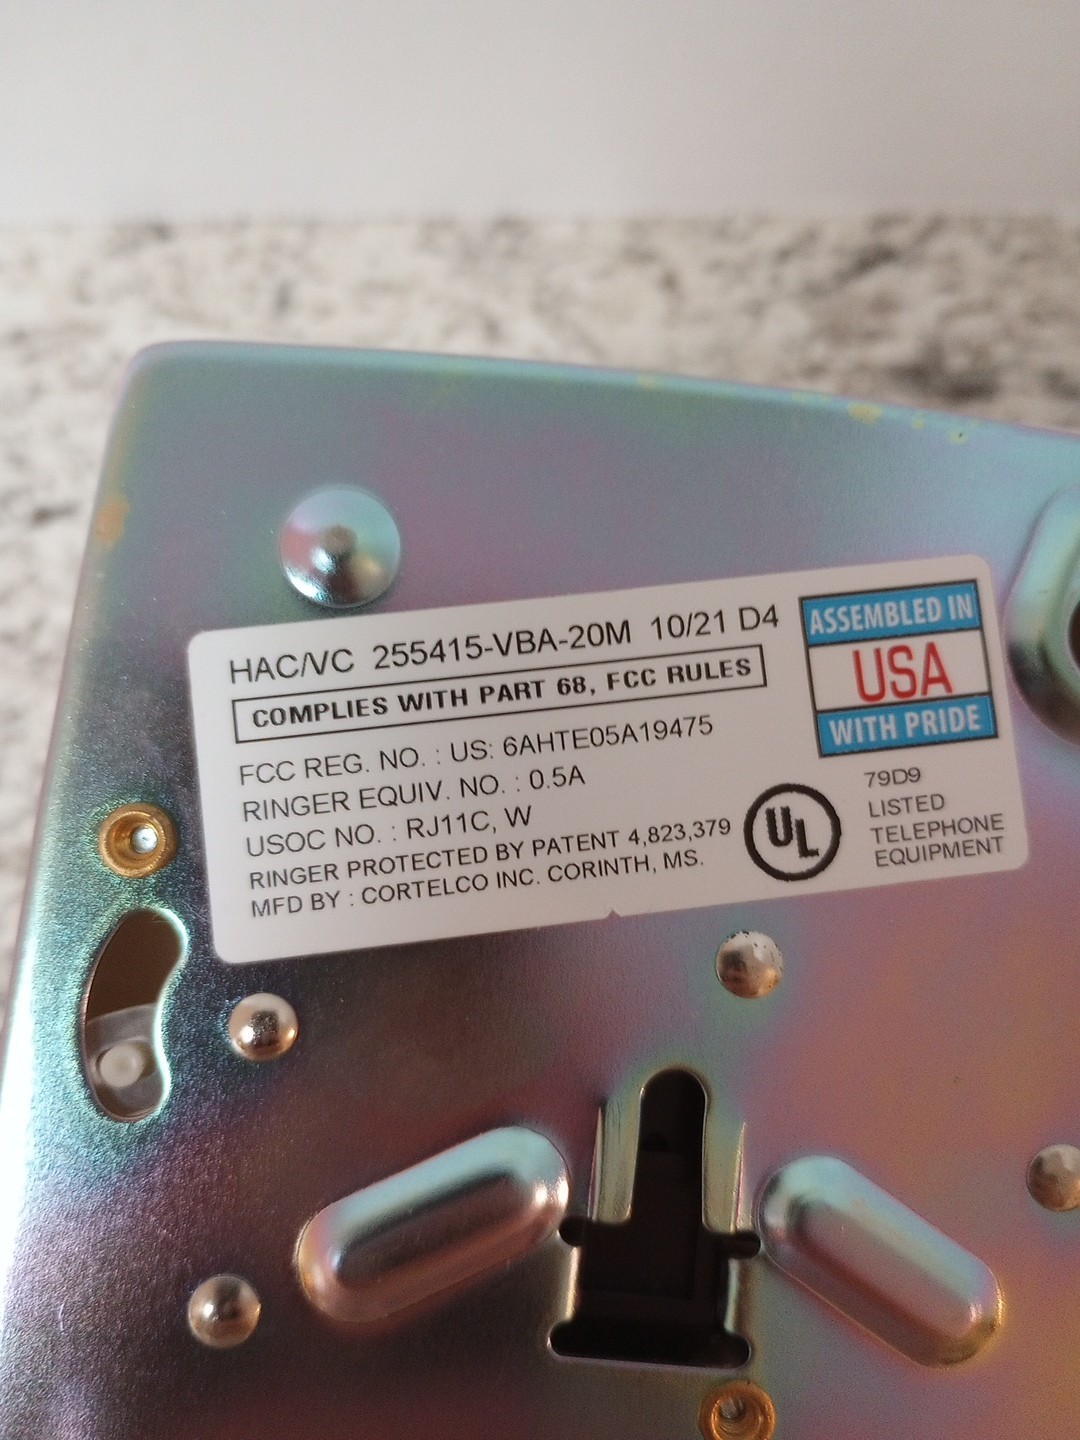 HAC/VC 255415-VBA-20M 10/21 D4
COMPLIES WITH PART 68, FCC RULES
FCC REG. NO. : US: 6AHTE05A19475
RINGER EQUIV. NO. : 0.5A
USOC NO. : RJ11C, W
RINGER PROTECTED BY PATENT 4,823,379
MFD BY : CORTELCO INC. CORINTH, MS.
ASSEMBLED IN
USA
WITH PRIDE
UL
79D9
LISTED
TELEPHONE
EQUIPMENT